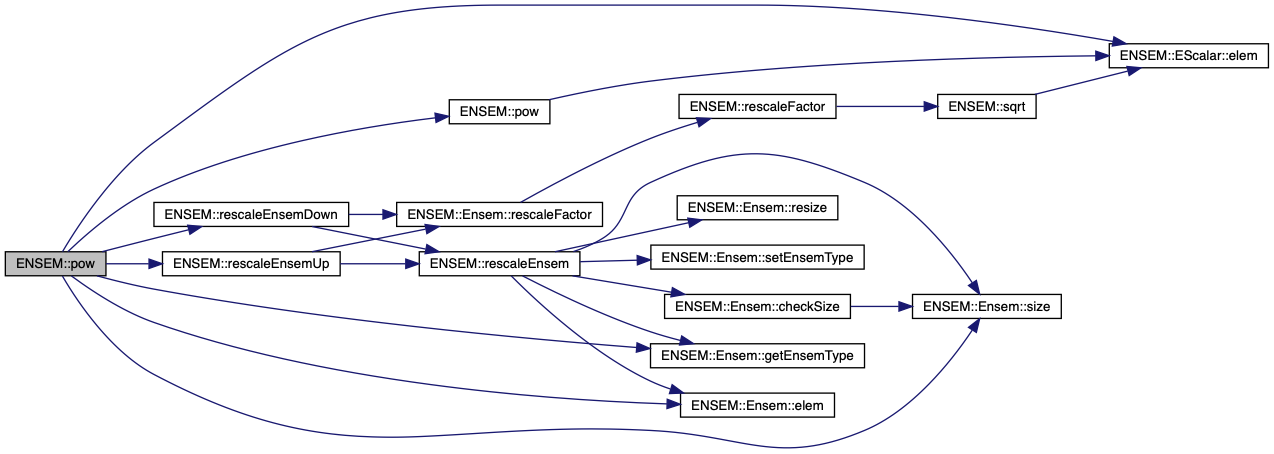 ENSEM::EScalar::elem
ENSEM::pow
ENSEM::rescaleFactor
ENSEM::sqrt
ENSEM::rescaleEnsemDown
ENSEM::Ensem::rescaleFactor
ENSEM::Ensem::resize
ENSEM::pow
ENSEM::rescaleEnsemUp
ENSEM::rescaleEnsem
ENSEM::Ensem::setEnsemType
ENSEM::Ensem::checkSize
ENSEM::Ensem::size
ENSEM::Ensem::getEnsemType
ENSEM::Ensem::elem